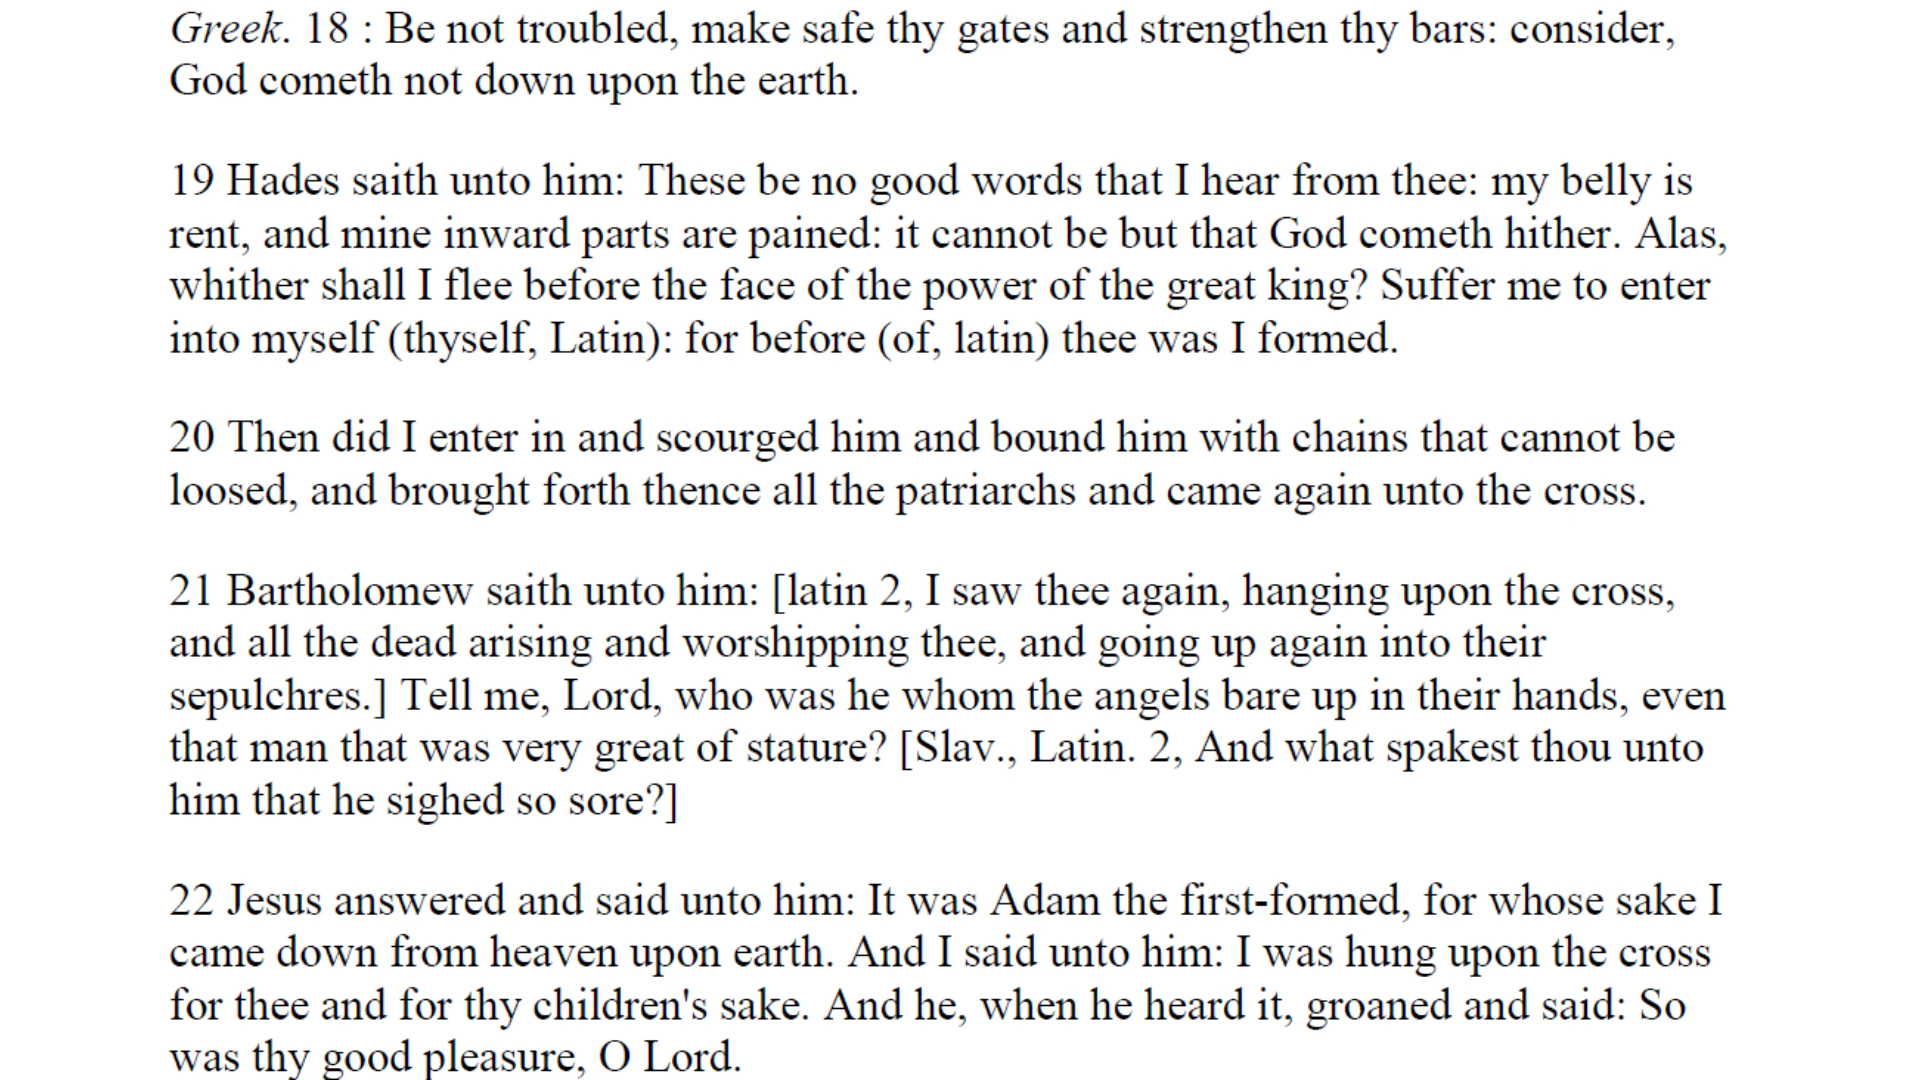 Greek. 18 : Be not troubled, make safe thy gates and strengthen thy bars: consider,
God cometh not down upon the earth.
19 Hades saith unto him: These be no good words that I hear from thee: my belly is
rent, and mine inward parts are pained: it cannot be but that God cometh hither. Alas,
whither shall I flee before the face of the power of the great king? Suffer me to enter
into myself (thyself, Latin): for before (of, latin) thee was I formed.
20 Then did I enter in and scourged him and bound him with chains that cannot be
loosed, and brought forth thence all the patriarchs and came again unto the cross.
21 Bartholomew saith unto him: [latin 2, I saw thee again, hanging upon the cross,
and all the dead arising and worshipping thee, and going up again into their
sepulchres.] Tell me, Lord, who was he whom the angels bare up in their hands, even
that man that was very great of stature? [Slav., Latin. 2, And what spakest thou unto
him that he sighed so sore?]
22 Jesus answered and said unto him: It was Adam the first-formed, for whose sake I
came down from heaven upon earth. And I said unto him: I was hung upon the cross
for thee and for thy children's sake. And he, when he heard it, groaned and said: So
was thy good pleasure, O Lord.